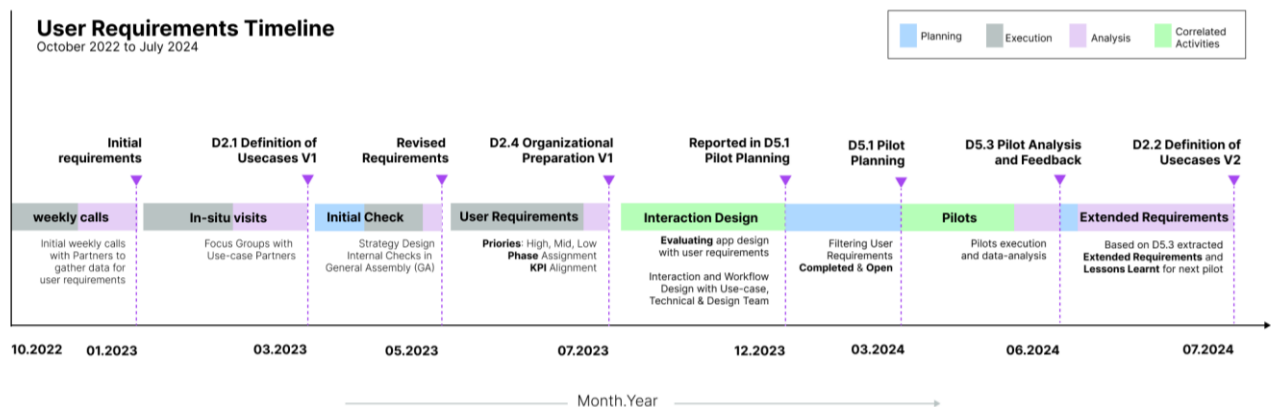 User Requirements Timeline
October 2022 to July 2024
Planning
Execution
Analysis
Correlated
Activities
Initial
requirements
D2.1 Definition of
Usecases V1
Revised
Requirements
D2.4 Organizational
Preparation V1
Reported in D5.1
Pilot Planning
D5.1 Pilot
Planning
D5.3 Pilot Analysis
and Feedback
D2.2 Definition of
Usecases V2
weekly calls
In-situ visits
Initial Check
User Requirements
Interaction Design
Pilots
Extended Requirements
Initial weekly calls
with Partners to
gather data for
user requirements
Focus Groups with
Use-case Partners
Strategy Design
Internal Checks in
General Assembly (GA)
Priories: High, Mid, Low
Phase Assignment
KPI Alignment
Evaluating app design
with user requirements
Interaction and Workflow
Design with Use-case,
Technical & Design Team
Filtering User
Requirements
Completed & Open
Pilots execution
and data-analysis
Based on D5.3 extracted
Extended Requirements and
Lessons Learnt for next pilot
10.2022
01.2023
03.2023
05.2023
07.2023
12.2023
03.2024
06.2024
07.2024
Month.Year